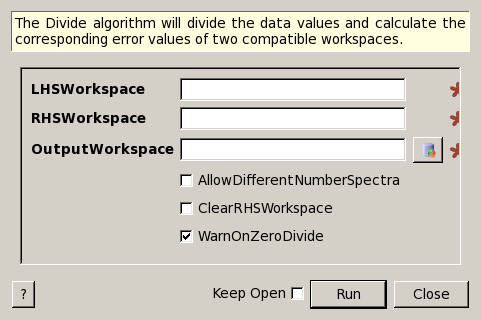 The Divide algorithm will divide the data values and calculate the
corresponding error values of two compatible workspaces.
LHSWorkspace
RHSWorkspace
OutputWorkspace
AllowDifferentNumberSpectra
ClearRHSWorkspace
WarnOnZeroDivide
? Keep Open Run Close